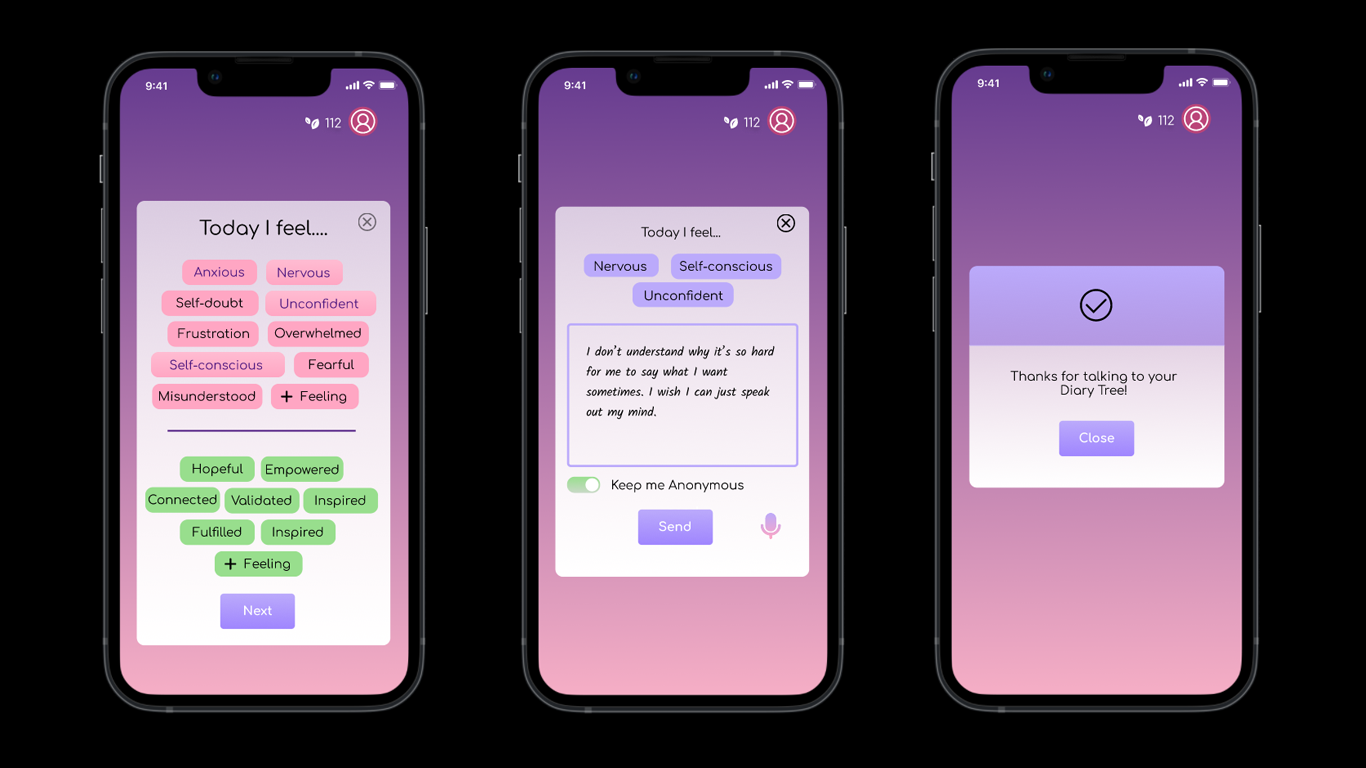 9:41
112
Today I feel....
Anxious Nervous
Self-doubt Unconfident
Frustration Overwhelmed
Self-conscious Fearful
Misunderstood + Feeling
Hopeful Empowered
Connected Validated Inspired
Fulfilled Inspired
+ Feeling
Next
9:41
112
Today I feel...
Nervous Self-conscious
Unconfident
I don't understand why it's so hard
for me to say what I want
sometimes. I wish I can just speak
out my mind.
Keep me Anonymous
Send
9:41
112
Thanks for talking to your
Diary Tree!
Close